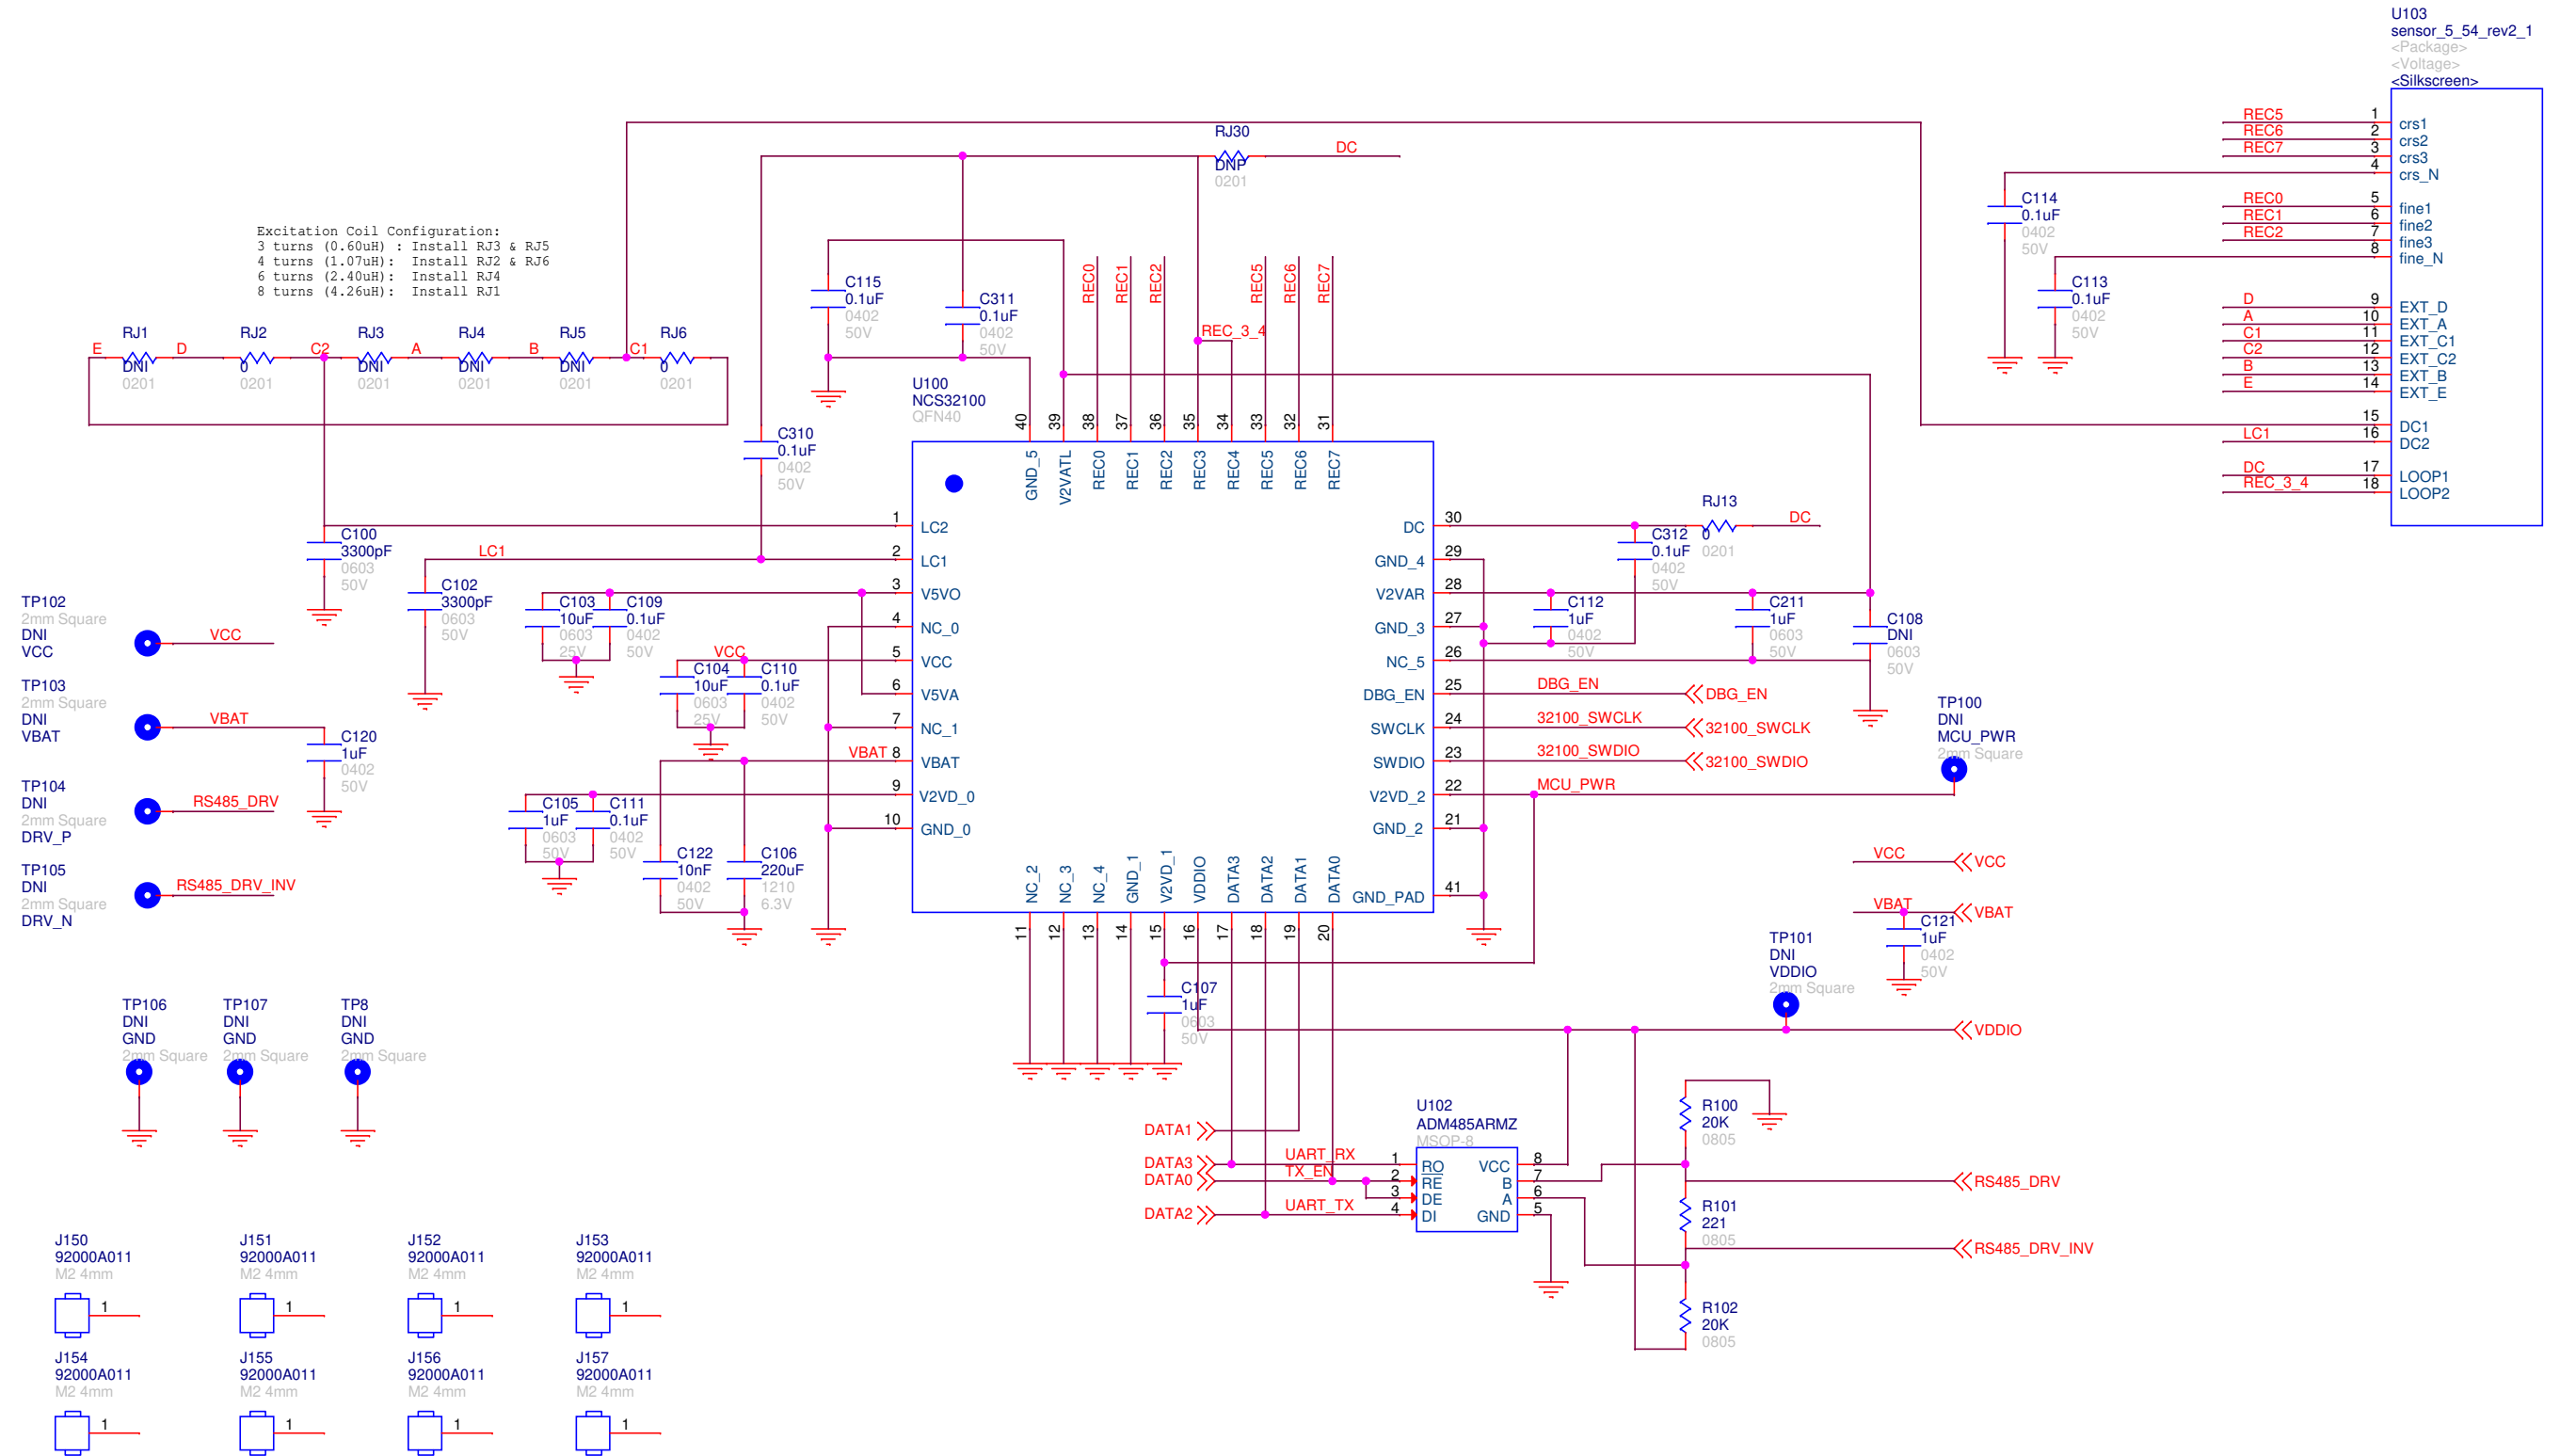 U103
sensor_5_54_rev2_1
<Package>
<Voltage>
<Silkscreen>
REC5 1 crs1
REC6 2 crs2
REC7 3 crs3
4 crs_N
REC0 5 fine1
REC1 6 fine2
REC2 7 fine3
8 fine_N
D 9 EXT_D
A 10 EXT_A
C1 11 EXT_C1
C2 12 EXT_C2
B 13 EXT_B
E 14 EXT_E
15 DC1
LC1 16 DC2
DC 17 LOOP1
REC_3_4 18 LOOP2
C114
0.1uF
0402
50V
C113
0.1uF
0402
50V
RJ30
DNP
0201
DC
Excitation Coil Configuration:
3 turns (0.60uH) : Install RJ3 & RJ5
4 turns (1.07uH): Install RJ2 & RJ6
6 turns (2.40uH): Install RJ4
8 turns (4.26uH): Install RJ1
RJ1 RJ2 RJ3 RJ4 RJ5 RJ6
E D C2 A B C1
DNI 0 DNI DNI DNI 0
0201 0201 0201 0201 0201 0201
C115
0.1uF
0402
50V
C311
0.1uF
0402
50V
REC0 REC1 REC2 REC5 REC6 REC7
REC_3_4
C310
0.1uF
0402
50V
U100
NCS32100
QFN40
40 39 38 37 36 35 34 33 32 31
GND_5 V2VATL REC0 REC1 REC2 REC3 REC4 REC5 REC6 REC7
1 LC2
LC1 2 LC1
3 V5VO
4 NC_0
VCC 5 VCC
6 V5VA
7 NC_1
VBAT 8 VBAT
9 V2VD_0
10 GND_0
DC 30
GND_4 29
V2VAR 28
GND_3 27
NC_5 26
DBG_EN 25 DBG_EN DBG_EN
SWCLK 24 32100_SWCLK 32100_SWCLK
SWDIO 23 32100_SWDIO 32100_SWDIO
V2VD_2 22 MCU_PWR
GND_2 21
GND_PAD 41
NC_2 NC_3 NC_4 GND_1 V2VD_1 VDDIO DATA3 DATA2 DATA1 DATA0
11 12 13 14 15 16 17 18 19 20
C100
3300pF
0603
50V
C102
3300pF
0603
50V
C103
10uF
0603
25V
C109
0.1uF
0402
50V
C104
10uF
0603
25V
C110
0.1uF
0402
50V
C105
1uF
0603
50V
C111
0.1uF
0402
50V
C122
10nF
0402
50V
C106
220uF
1210
6.3V
RJ13
0
0201
DC
C312
0.1uF
0402
50V
C112
1uF
0402
50V
C211
1uF
0603
50V
C108
DNI
0603
50V
TP100
DNI
MCU_PWR
2mm Square
TP102
2mm Square
DNI
VCC
VCC
TP103
2mm Square
DNI
VBAT
VBAT
C120
1uF
0402
50V
TP104
DNI
2mm Square
DRV_P
RS485_DRV
TP105
DNI
2mm Square
DRV_N
RS485_DRV_INV
VCC VCC
VBAT VBAT
C121
1uF
0402
50V
TP101
DNI
VDDIO
2mm Square
VDDIO
C107
1uF
0603
50V
TP106
DNI
GND
2mm Square
TP107
DNI
GND
2mm Square
TP8
DNI
GND
2mm Square
U102
ADM485ARMZ
MSOP-8
DATA1
DATA3 UART_RX 1 RO
DATA0 TX_EN 2 RE
3 DE
DATA2 UART_TX 4 DI
VCC 8
B 7
A 6
GND 5
R100
20K
0805
RS485_DRV
R101
221
0805
RS485_DRV_INV
R102
20K
0805
J150
92000A011
M2 4mm
1
J151
92000A011
M2 4mm
1
J152
92000A011
M2 4mm
1
J153
92000A011
M2 4mm
1
J154
92000A011
M2 4mm
1
J155
92000A011
M2 4mm
1
J156
92000A011
M2 4mm
1
J157
92000A011
M2 4mm
1